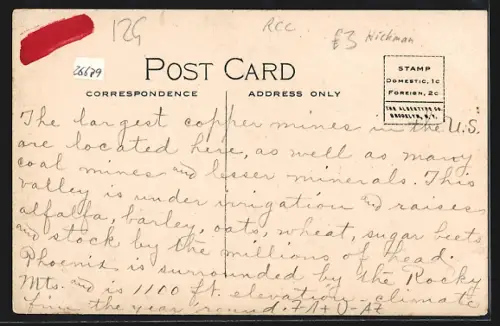 12G
RCC
£3 Hickman
26679
POST CARD
CORRESPONDENCE
ADDRESS ONLY
STAMP
DOMESTIC, 1c
FOREIGN, 2c
THE ALBERTYPE CO.
BROOKLYN, N.Y.
The largest copper mines in the U.S.
are located here, as well as many
coal mines and lesser minerals. This
valley is under irrigation and raises
alfalfa, barley, oats, wheat, sugar beets
and stock by the millions of head.
Phoenix is surrounded by the Rocky
Mts. and is 1100 ft. elevation - climate
fine the year round.